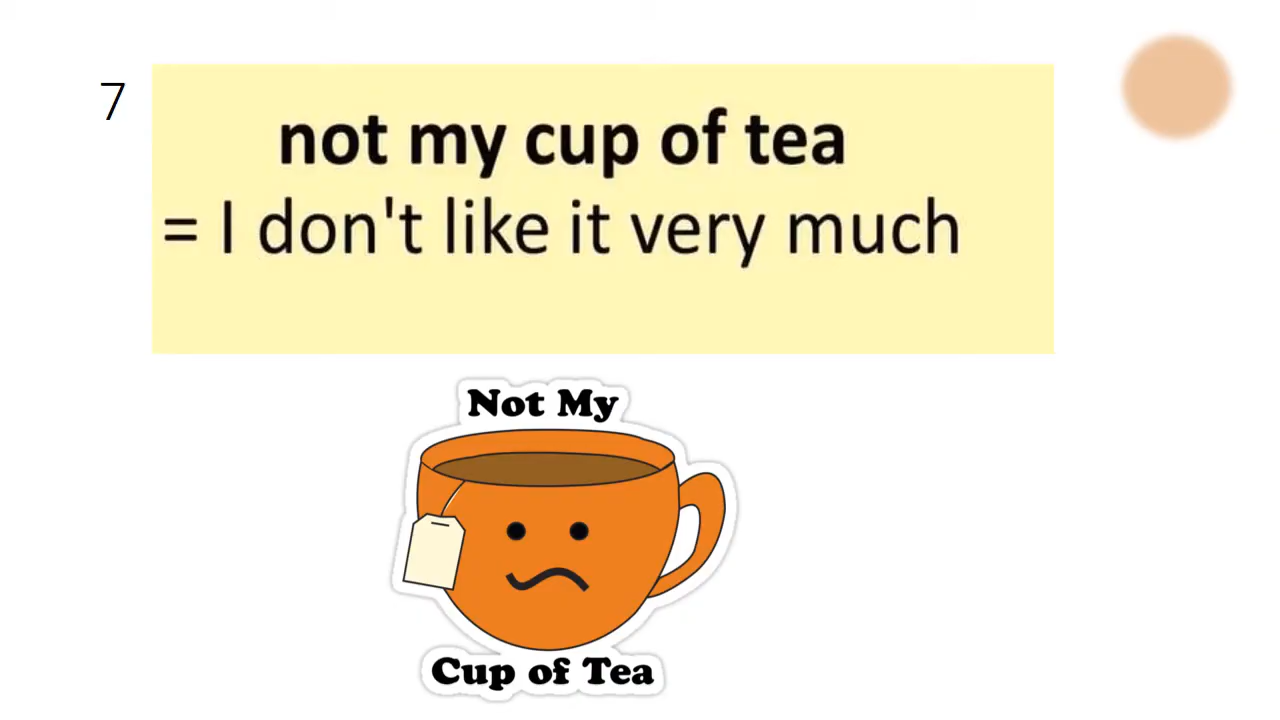 7
not my cup of tea
= I don't like it very much
Not My
Cup of Tea